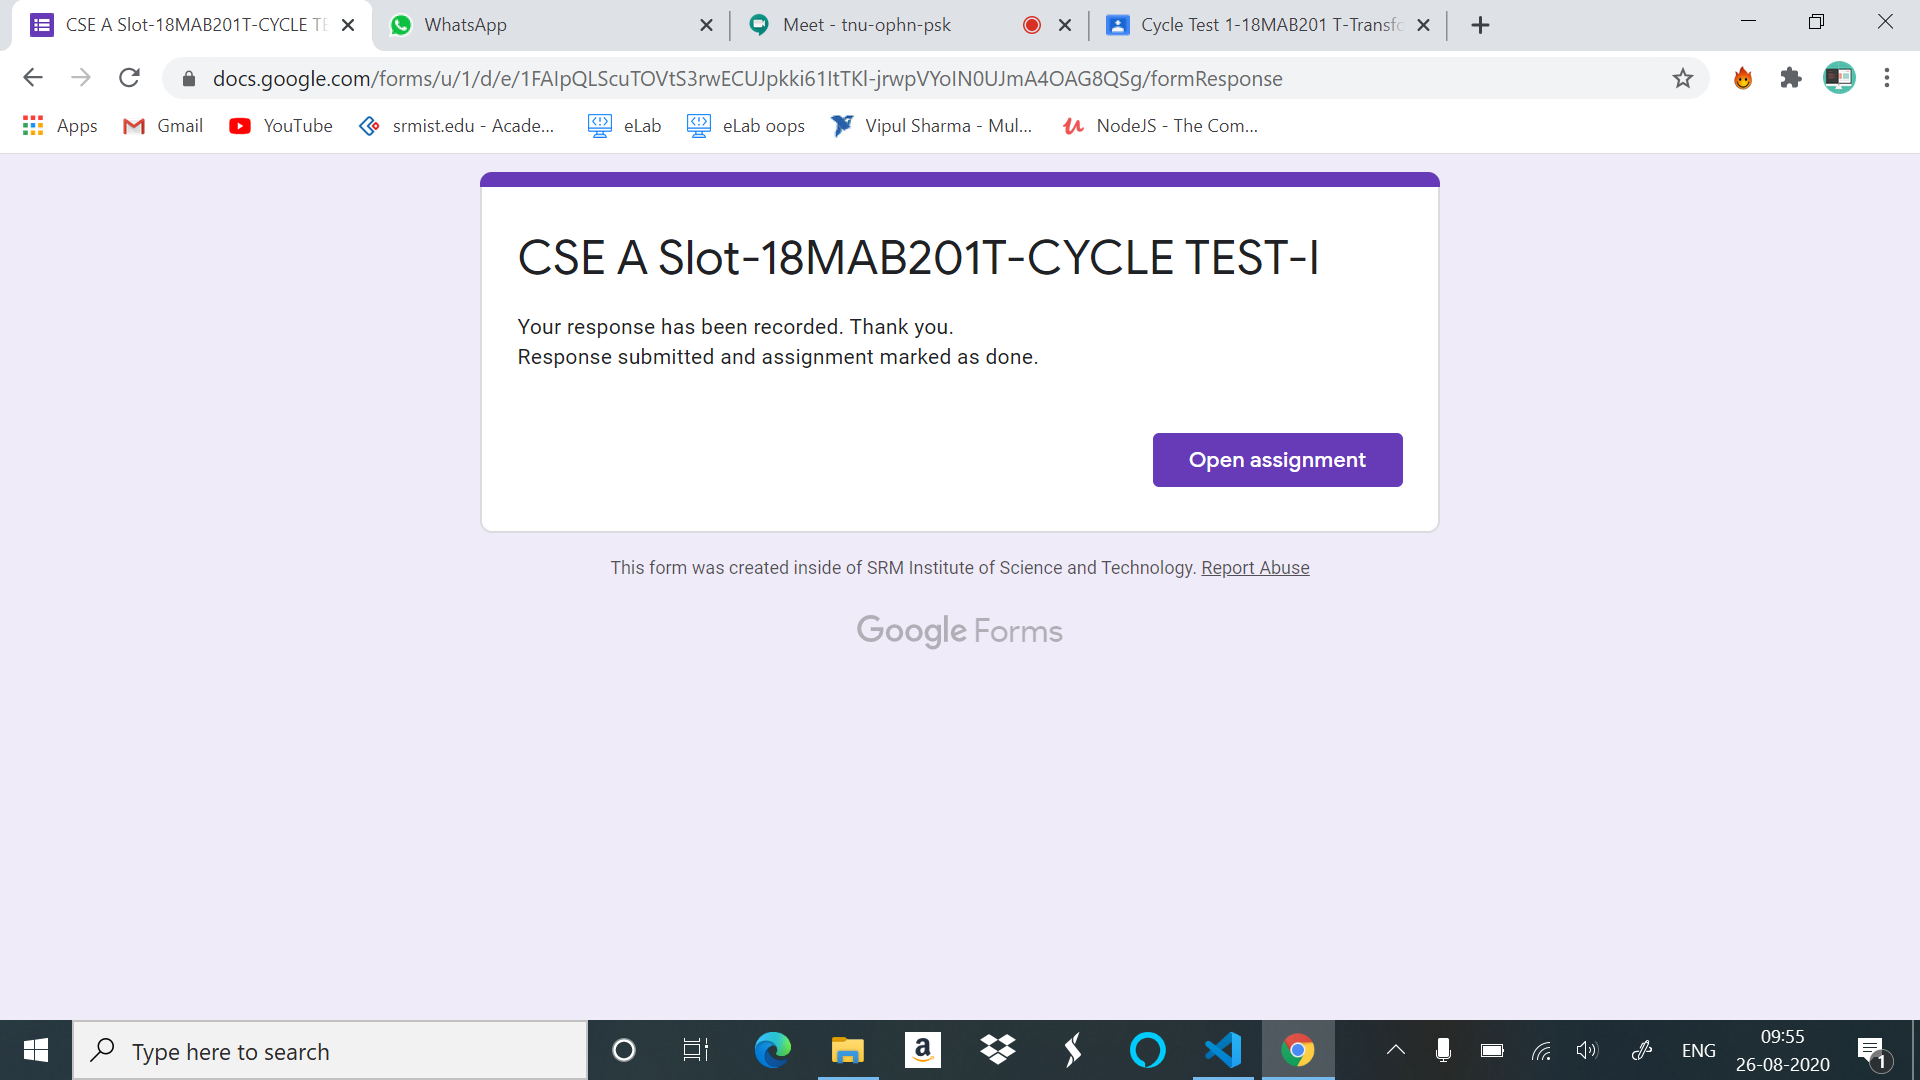 CSE A Slot-18MAB201T-CYCLE TE
WhatsApp
Meet - tnu-ophn-psk
Cycle Test 1-18MAB201 T-Transfo
docs.google.com/forms/u/1/d/e/1FAIpQLScuTOVtS3rwECUJpkki61ItTKl-jrwpVYoIN0UJmA4OAG8QSg/formResponse
Apps
Gmail
YouTube
srmist.edu - Acade...
eLab
eLab oops
Vipul Sharma - Mul...
NodeJS - The Com...
CSE A Slot-18MAB201T-CYCLE TEST-I
Your response has been recorded. Thank you.
Response submitted and assignment marked as done.
Open assignment
This form was created inside of SRM Institute of Science and Technology. Report Abuse
Google Forms
Type here to search
ENG
09:55
26-08-2020
1